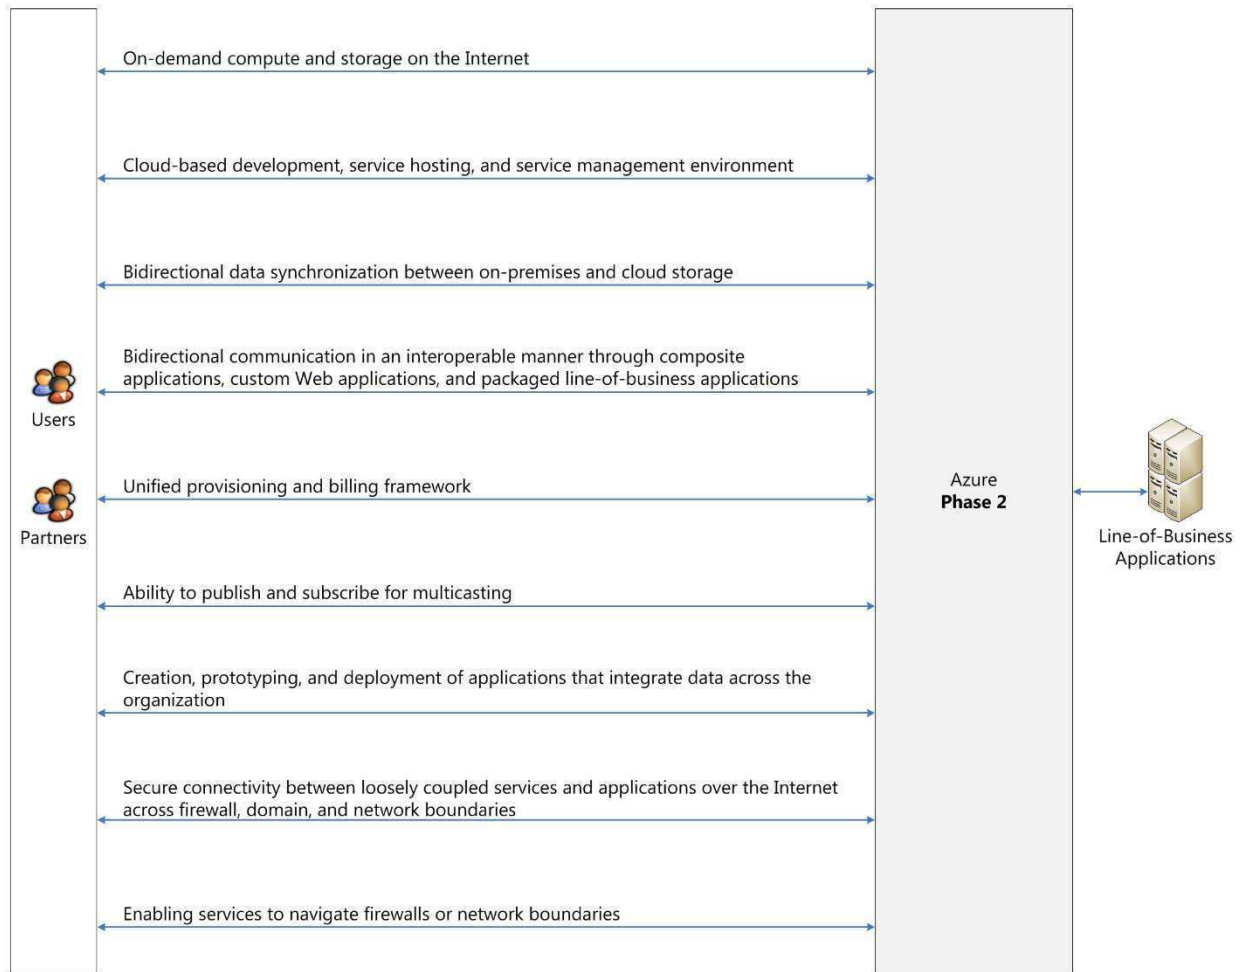 On-demand compute and storage on the Internet
Cloud-based development, service hosting, and service management environment
Bidirectional data synchronization between on-premises and cloud storage
Bidirectional communication in an interoperable manner through composite
applications, custom Web applications, and packaged line-of-business applications
Users
Unified provisioning and billing framework
Partners
Azure
Phase 2
Line-of-Business
Applications
Ability to publish and subscribe for multicasting
Creation, prototyping, and deployment of applications that integrate data across the
organization
Secure connectivity between loosely coupled services and applications over the Internet
across firewall, domain, and network boundaries
Enabling services to navigate firewalls or network boundaries